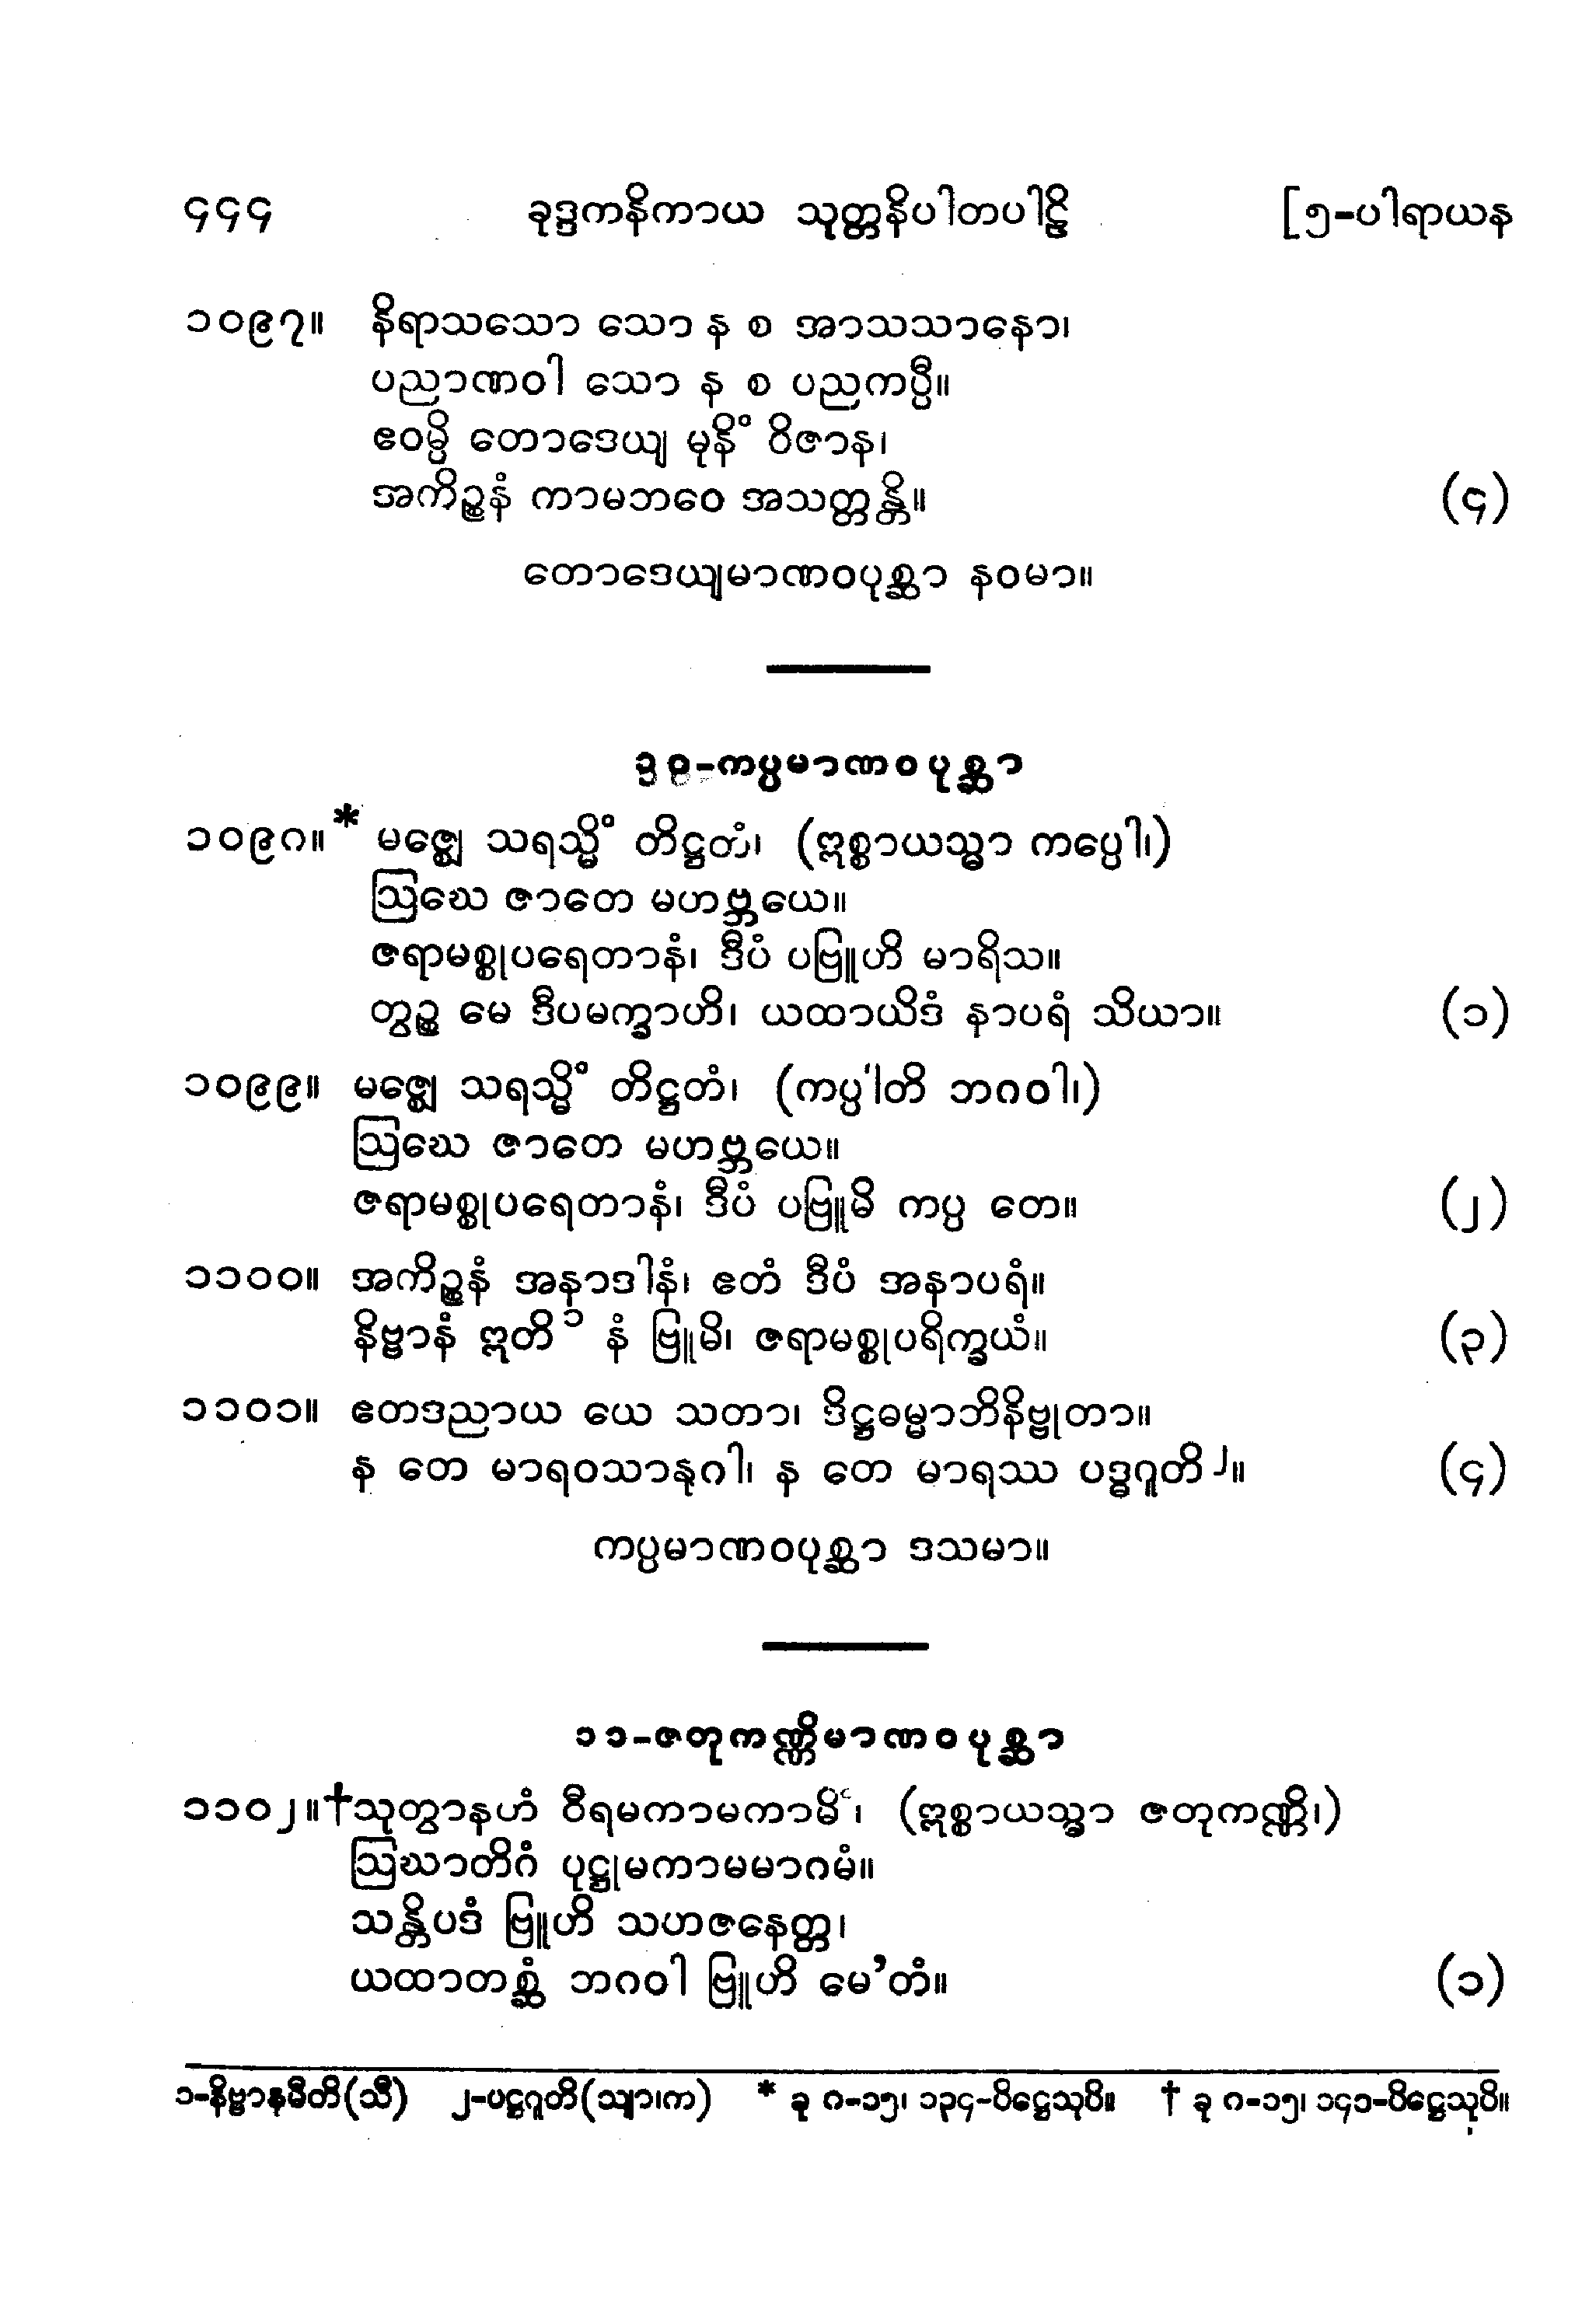 ၄၄၄ ခုဒ္ဒကနိကာယ သုတ္တနိပါတပါဠိ [၅-ပါရာယန
၁၀၉၇။ နိရာသသော သော န စ အာသသာနော၊
ပညာဏဝါ သော န စ ပညကပ္ပီ။
ဧဝမ္ပိ တောဒေယျ မုနိံ ဝိဇာန၊
အကိဉ္စနံ ကာမဘဝေ အသတ္တန္တိ။ (၄)
တောဒေယျမာဏဝပုစ္ဆာ နဝမာ။
၁၀-ကပ္ပမာဏဝပုစ္ဆာ
၁၀၉၈။* မဇ္ဈေ သရသ္မိံ တိဋ္ဌတံ၊ (ဣစ္စာယသ္မာ ကပ္ပေါ၊)
ဩဃေ ဇာတေ မဟဗ္ဘယေ။
ဇရာမစ္စုပရေတာနံ၊ ဒီပံ ပဗြူဟိ မာရိသ။
တွဉ္စ မေ ဒီပမက္ခာဟိ၊ ယထာယိဒံ နာပရံ သိယာ။ (၁)
၁၀၉၉။ မဇ္ဈေ သရသ္မိံ တိဋ္ဌတံ၊ (ကပ္ပါတိ ဘဂဝါ၊)
ဩဃေ ဇာတေ မဟဗ္ဘယေ။
ဇရာမစ္စုပရေတာနံ၊ ဒီပံ ပဗြူမိ ကပ္ပ တေ။ (၂)
၁၁၀၀။ အကိဉ္စနံ အနာဒါနံ၊ ဧတံ ဒီပံ အနာပရံ။
နိဗ္ဗာနံ ဣတိ ၁ နံ ဗြူမိ၊ ဇရာမစ္စုပရိက္ခယံ။ (၃)
၁၁၀၁။ ဧတဒညာယ ယေ သတာ၊ ဒိဋ္ဌဓမ္မာဘိနိဗ္ဗုတာ။
န တေ မာရဝသာနုဂါ၊ န တေ မာရဿ ပဒ္ဓဂူတိ ၂။ (၄)
ကပ္ပမာဏဝပုစ္ဆာ ဒသမာ။
၁၁-ဇတုကဏ္ဏိမာဏဝပုစ္ဆာ
၁၁၀၂။†သုတွာနဟံ ဝီရမကာမကာမိံ၊ (ဣစ္စာယသ္မာ ဇတုကဏ္ဏိ၊)
ဩဃာတိဂံ ပုဋ္ဌုမကာမမာဂမံ။
သန္တိပဒံ ဗြူဟိ သဟဇနေတ္တ၊
ယထာတစ္ဆံ ဘဂဝါ ဗြူဟိ မေ’တံ။ (၁)
၁-နိဗ္ဗာနမီတိ(သီ) ၂-ပဋ္ဌဂူတိ(သျာ၊က) * ခု ဂ-၁၅၊ ၁၃၄-ပိဋ္ဌေသုပိ။ † ခု ဂ-၁၅၊ ၁၄၁-ပိဋ္ဌေသုပိ။